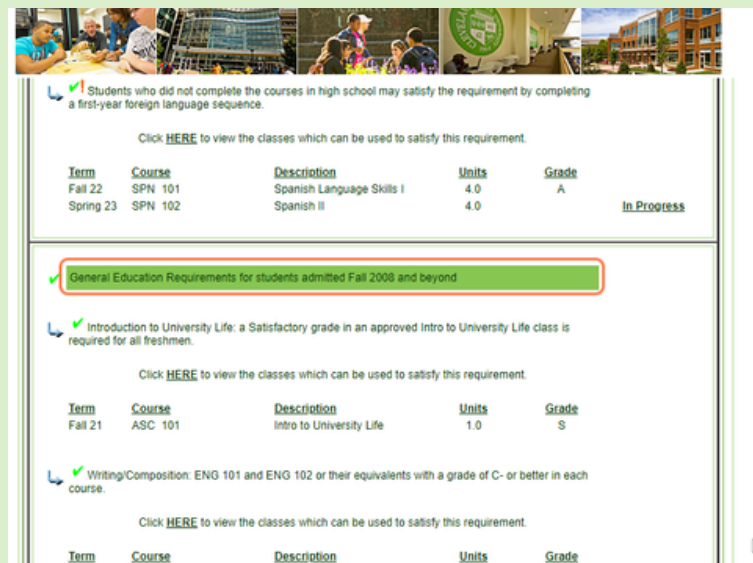 Students who did not complete the courses in high school may satisfy the requirement by completing
a first-year foreign language sequence.
Click HERE to view the classes which can be used to satisfy this requirement.
Term Course Description Units Grade
Fall 22 SPN 101 Spanish Language Skills I 4.0 A
Spring 23 SPN 102 Spanish II 4.0 In Progress
General Education Requirements for students admitted Fall 2008 and beyond
Introduction to University Life: a Satisfactory grade in an approved Intro to University Life class is
required for all freshmen.
Click HERE to view the classes which can be used to satisfy this requirement.
Term Course Description Units Grade
Fall 21 ASC 101 Intro to University Life 1.0 S
Writing/Composition: ENG 101 and ENG 102 or their equivalents with a grade of C- or better in each
course.
Click HERE to view the classes which can be used to satisfy this requirement.
Term Course Description Units Grade